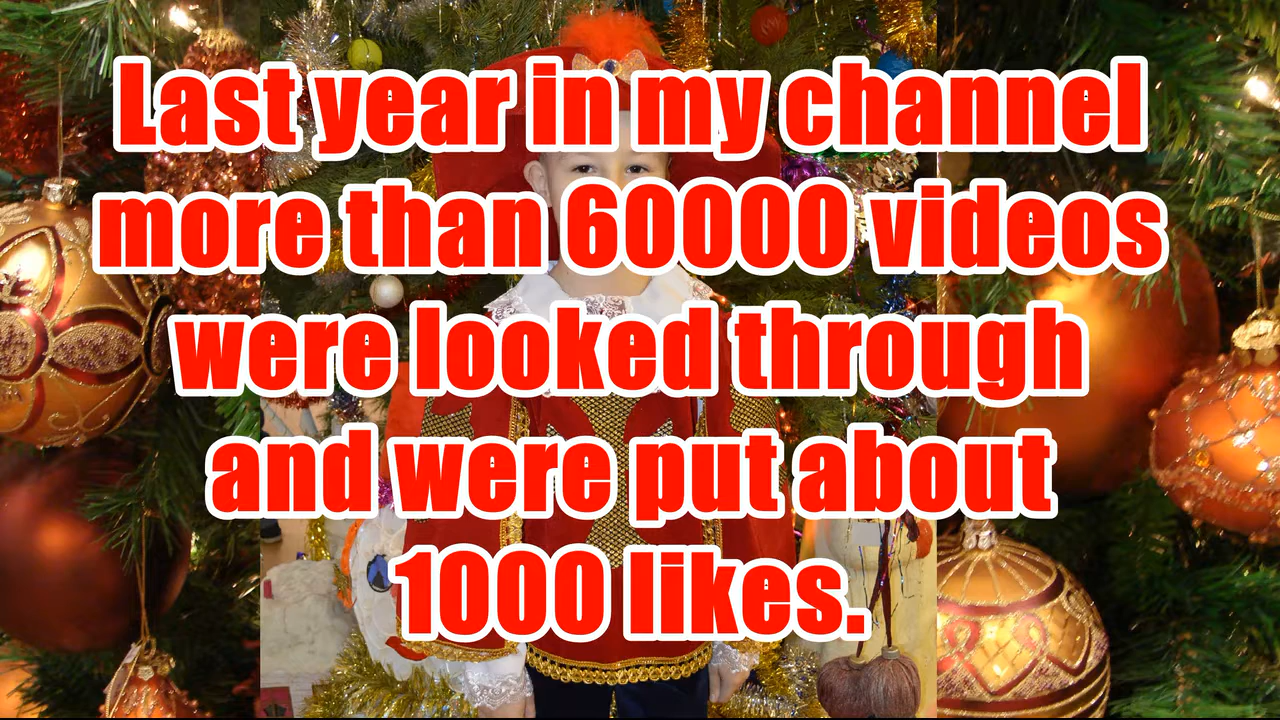 Last year in my channel
more than 60000 videos
were looked through
and were put about
1000 likes.